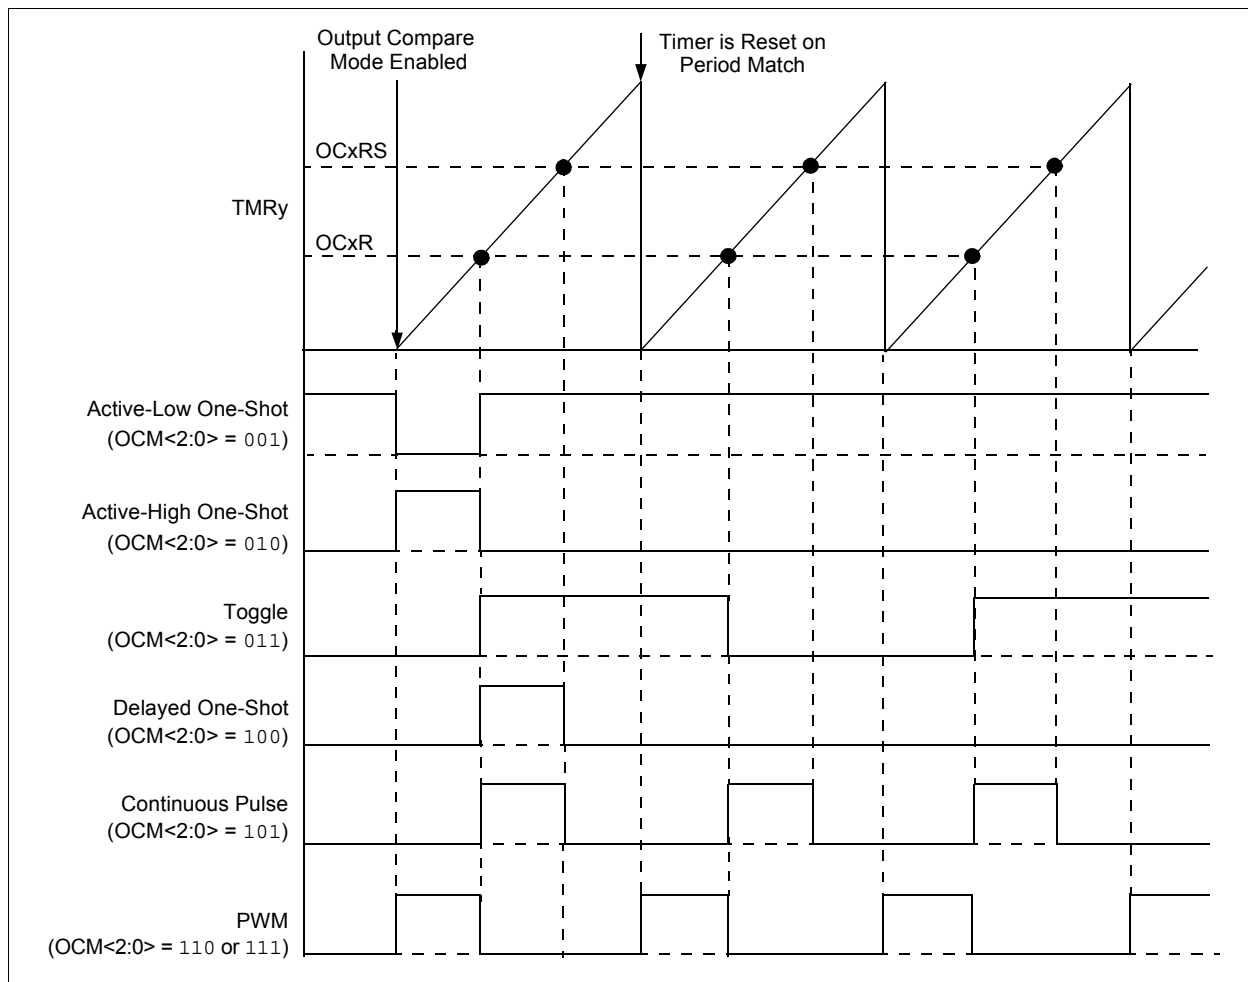 Output Compare
Mode Enabled
Timer is Reset on
Period Match
OCxRS
TMRy
OCxR
Active-Low One-Shot
(OCM<2:0> = 001)
Active-High One-Shot
(OCM<2:0> = 010)
Toggle
(OCM<2:0> = 011)
Delayed One-Shot
(OCM<2:0> = 100)
Continuous Pulse
(OCM<2:0> = 101)
PWM
(OCM<2:0> = 110 or 111)